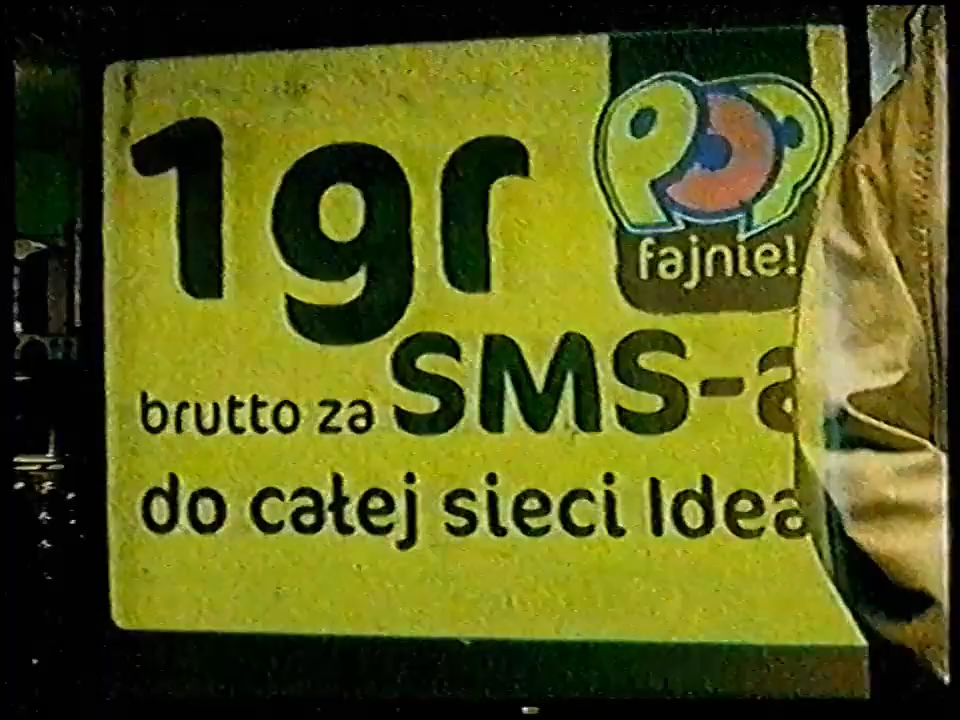 POP
fajnie!
1gr
brutto za SMS-a
do całej sieci Idea